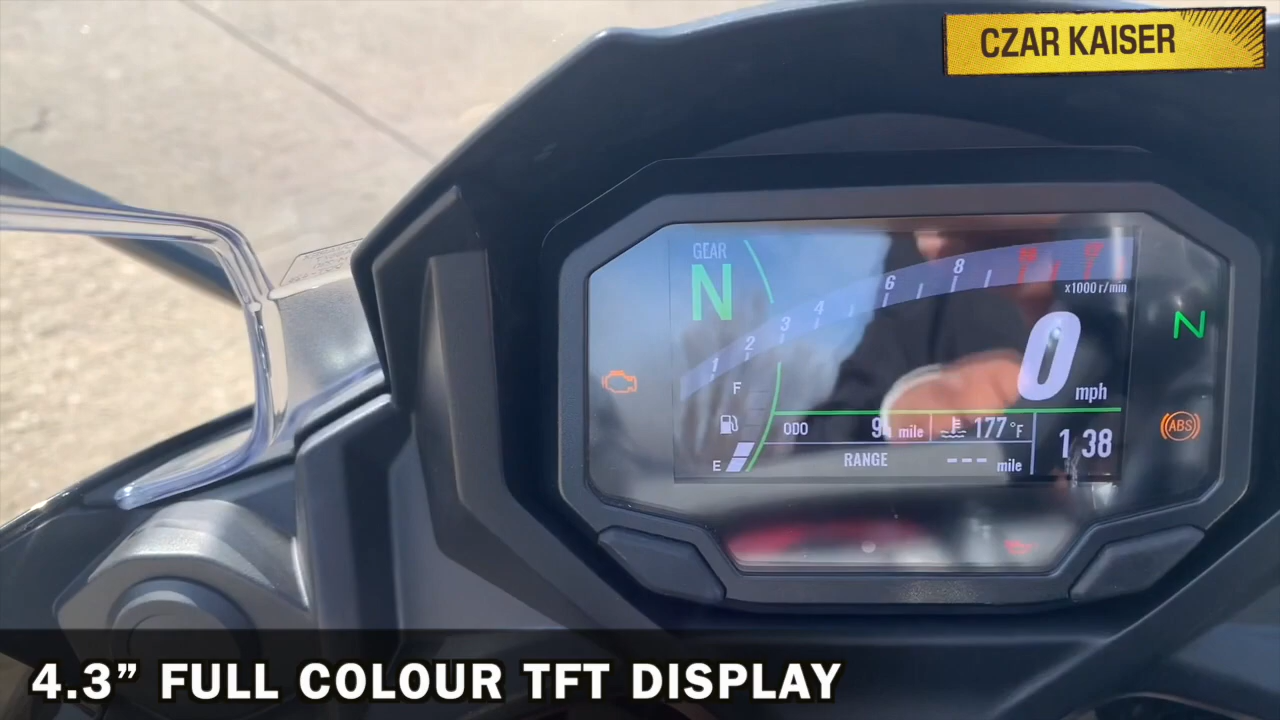 CZAR KAISER
GEAR
N
1 2 3 4 6 8
x1000 r/min
0 mph
N
F
E
ODO mile
177°F
1 38
RANGE --- mile
ABS
4.3” FULL COLOUR TFT DISPLAY